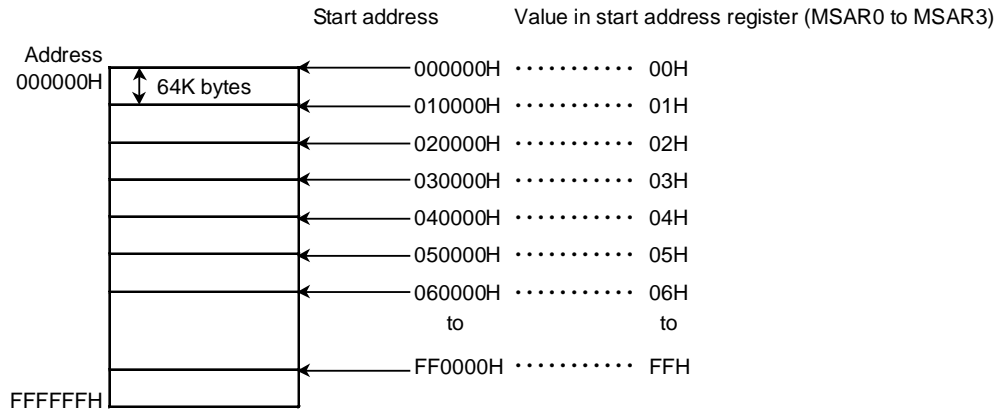 Start address Value in start address register (MSAR0 to MSAR3)
Address
000000H
64K bytes
000000H ··········· 00H
010000H ··········· 01H
020000H ··········· 02H
030000H ··········· 03H
040000H ··········· 04H
050000H ··········· 05H
060000H ··········· 06H
to to
FF0000H ··········· FFH
FFFFFFH